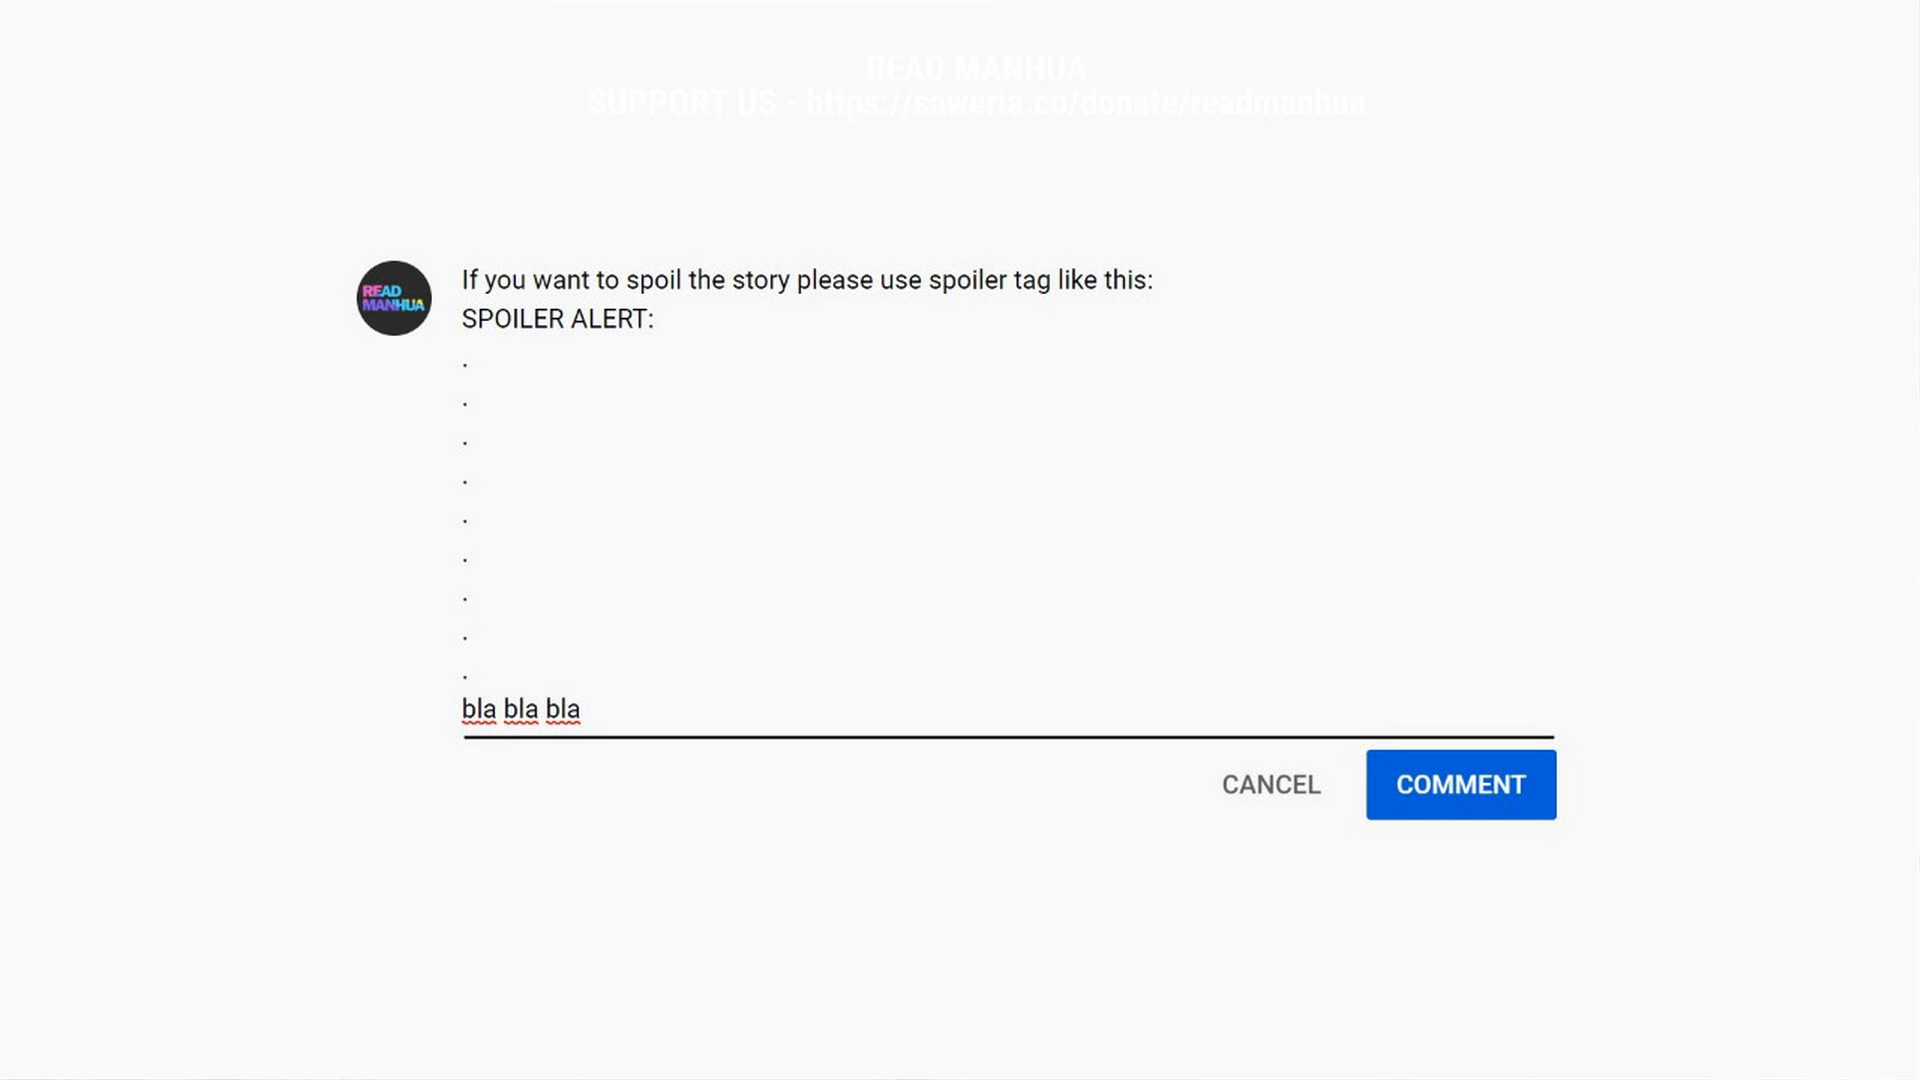 READ MANHUA
SUPPORT US - https://saweria.co/donate/readmanhua
READ
MANHUA
If you want to spoil the story please use spoiler tag like this:
SPOILER ALERT:
.
.
.
.
.
.
.
.
.
bla bla bla
CANCEL
COMMENT